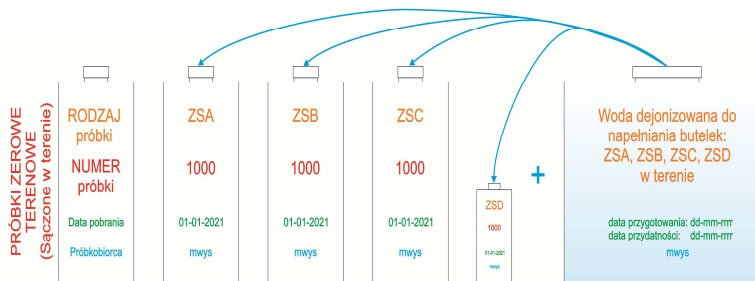 PRÓBKI ZEROWE
TERENOWE
(Sączone w terenie)
RODZAJ
próbki
NUMER
próbki
Data pobrania
Próbkobiorca
ZSA
1000
01-01-2021
mwys
ZSB
1000
01-01-2021
mwys
ZSC
1000
01-01-2021
mwys
ZSD
1000
01-01-2021
mwys
+
Woda dejonizowana do
napełniania butelek:
ZSA, ZSB, ZSC, ZSD
w terenie
data przygotowania: dd-mm-rrrr
data przydatności: dd-mm-rrrr
mwys